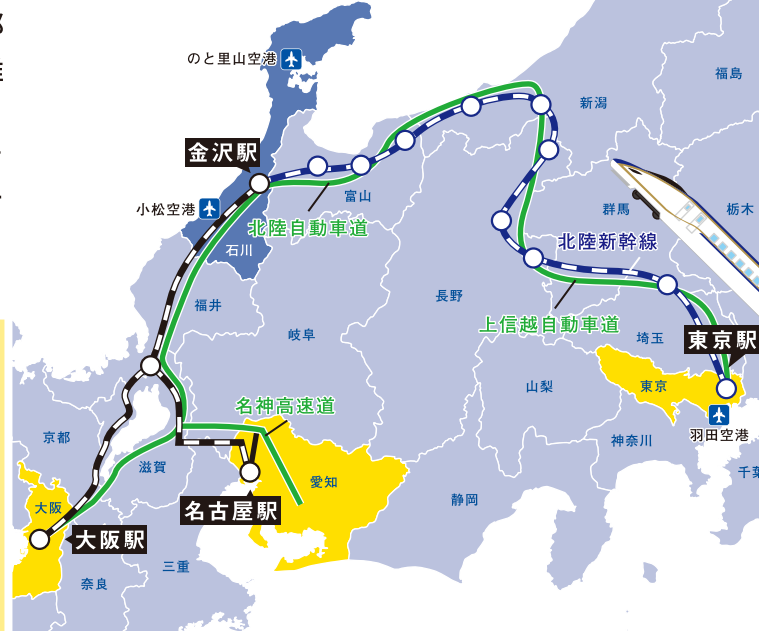 のと里山空港
福島
新潟
金沢駅
富山
小松空港
群馬
栃木
北陸自動車道
石川
北陸新幹線
長野
福井
上信越自動車道
岐阜
埼玉
東京駅
山梨
東京
名神高速道
羽田空港
京都
神奈川
滋賀
愛知
千葉
静岡
大阪
名古屋駅
大阪駅
三重
奈良